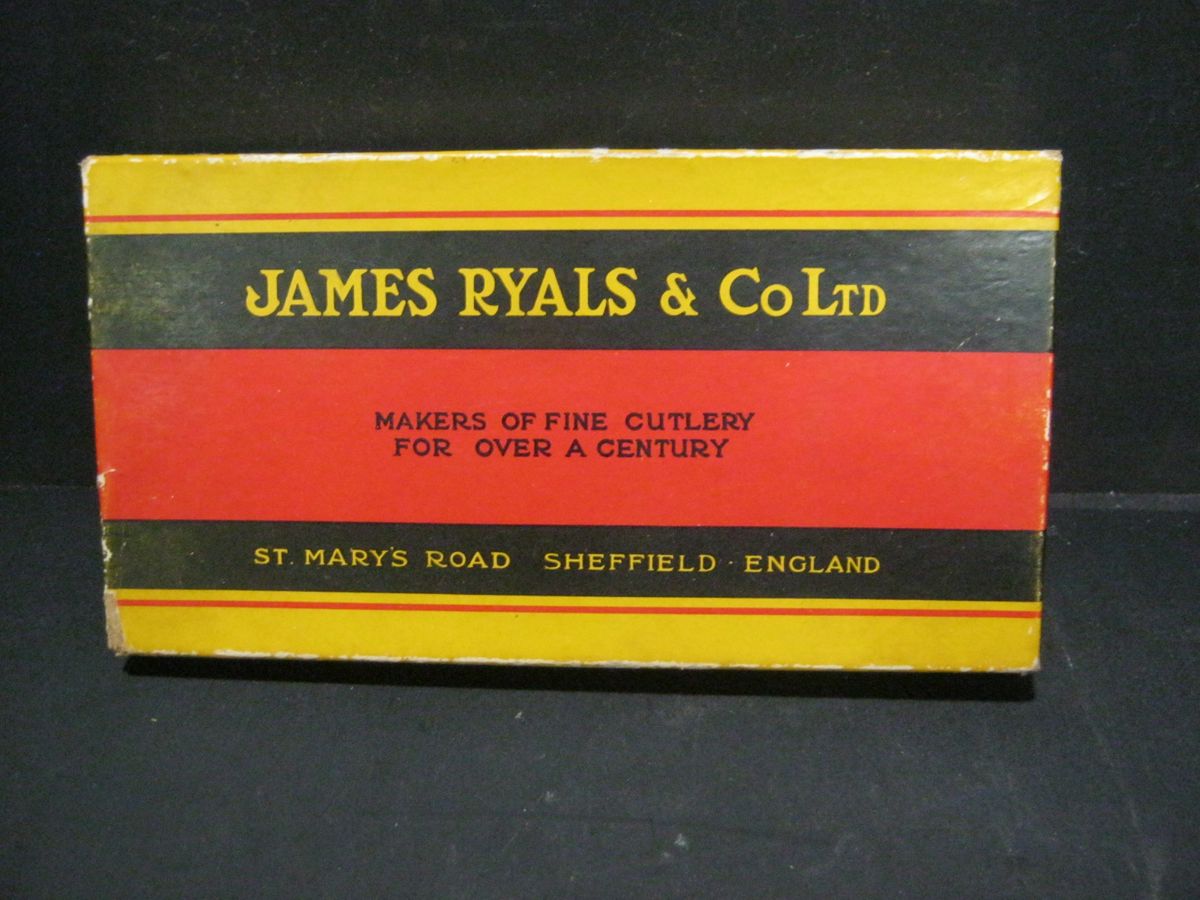 JAMES RYALS & CO LTD
MAKERS OF FINE CUTLERY
FOR OVER A CENTURY
ST. MARY'S ROAD SHEFFIELD · ENGLAND